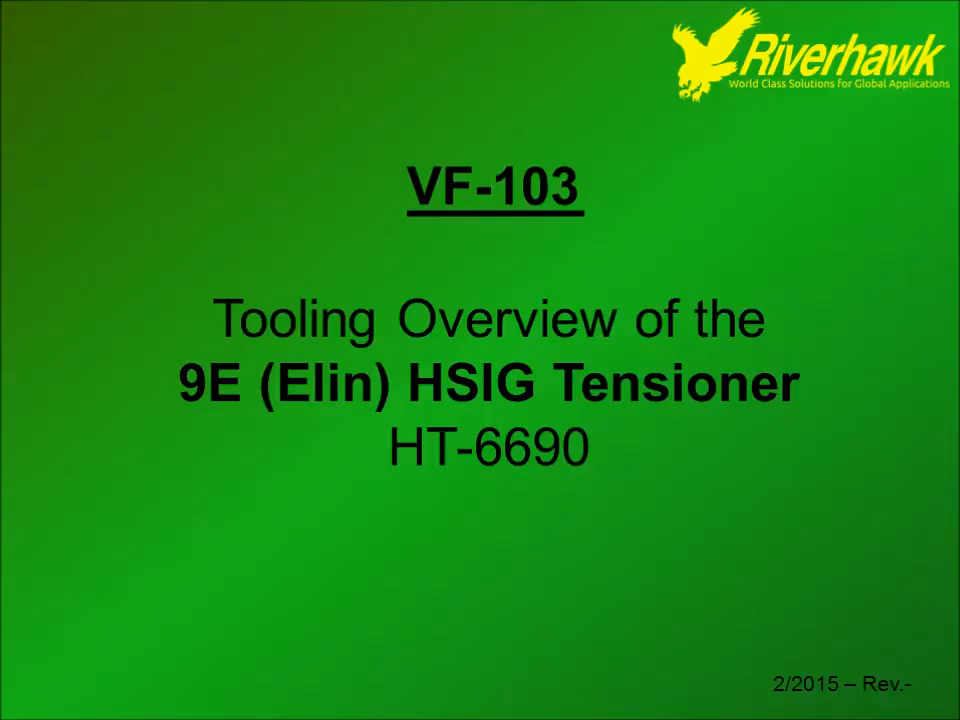 Riverhawk
World Class Solutions for Global Applications
VF-103
Tooling Overview of the
9E (Elin) HSIG Tensioner
HT-6690
2/2015 – Rev.-